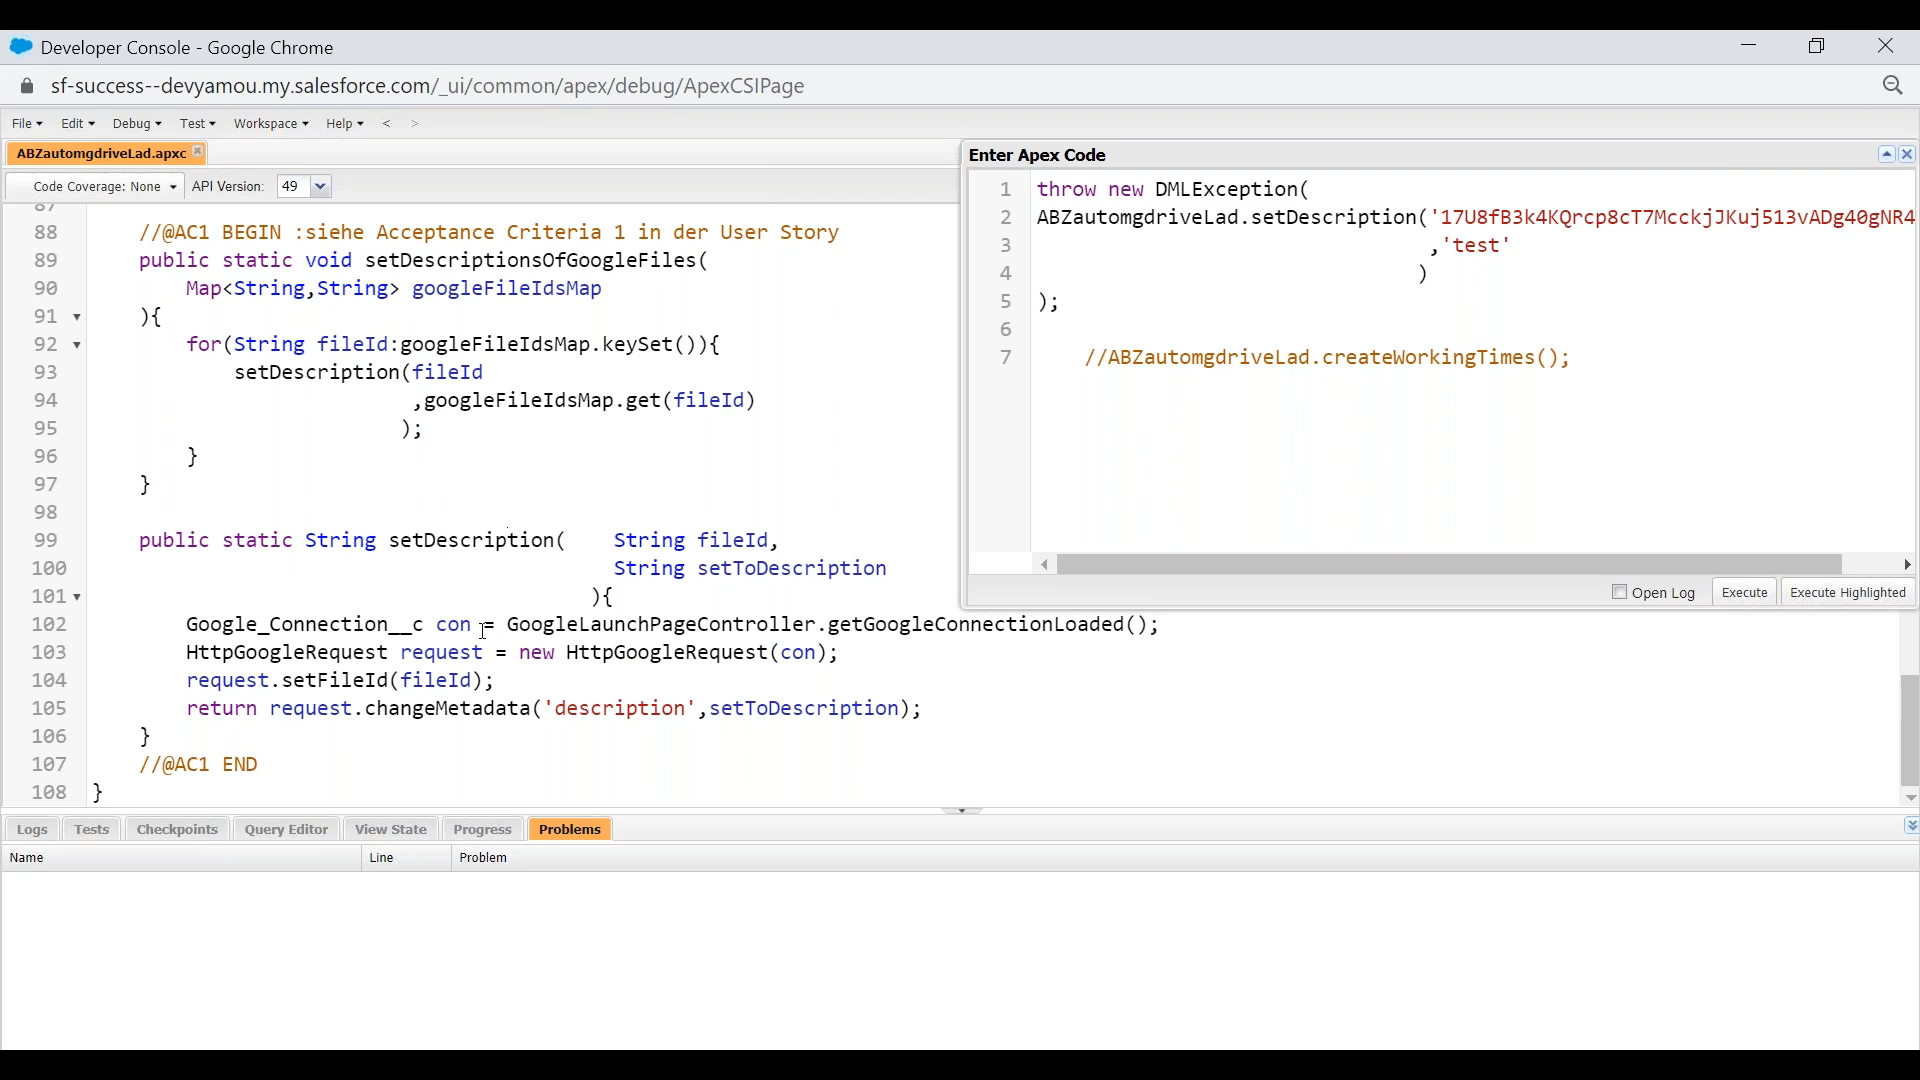 Developer Console - Google Chrome
sf-success--devyamou.my.salesforce.com/_ui/common/apex/debug/ApexCSIPage
File Edit Debug Test Workspace Help < >
ABZautomgdriveLad.apxc
Code Coverage: None API Version: 49
87
88 //@AC1 BEGIN :siehe Acceptance Criteria 1 in der User Story
89 public static void setDescriptionsOfGoogleFiles(
90 Map<String,String> googleFileIdsMap
91 ){
92 for(String fileId:googleFileIdsMap.keySet()){
93 setDescription(fileId
94 ,googleFileIdsMap.get(fileId)
95 );
96 }
97 }
98
99 public static String setDescription( String fileId,
100 String setToDescription
101 ){
102 Google_Connection__c con = GoogleLaunchPageController.getGoogleConnectionLoaded();
103 HttpGoogleRequest request = new HttpGoogleRequest(con);
104 request.setFileId(fileId);
105 return request.changeMetadata('description',setToDescription);
106 }
107 //@AC1 END
108 }
Enter Apex Code
1 throw new DMLException(
2 ABZautomgdriveLad.setDescription('17U8fB3k4KQrcp8cT7McckjJKuj513vADg40gNR4
3 ,'test'
4 )
5 );
6
7 //ABZautomgdriveLad.createWorkingTimes();
Open Log Execute Execute Highlighted
Logs Tests Checkpoints Query Editor View State Progress Problems
Name Line Problem